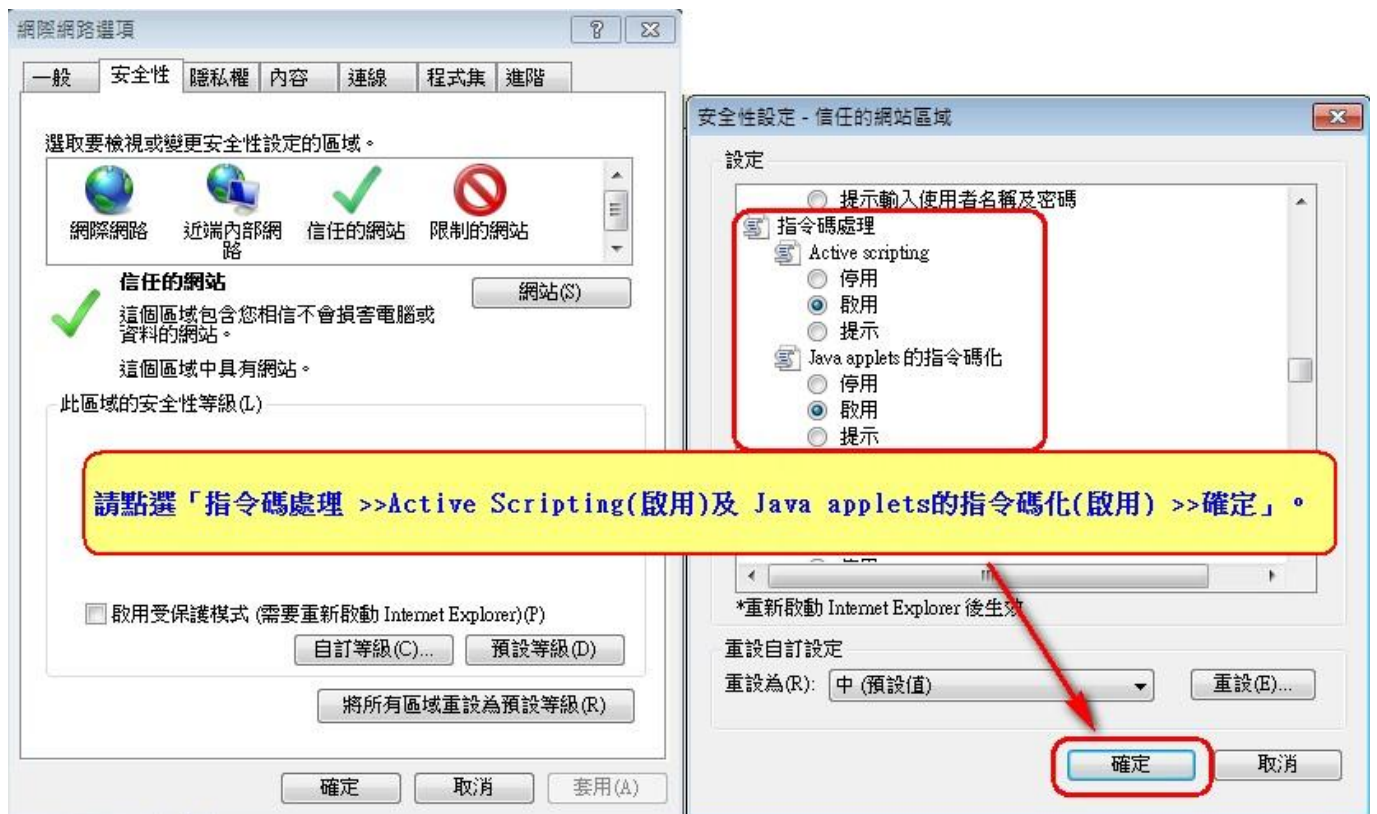 網際網路選項
一般
安全性
隱私權
內容
連線
程式集
進階
選取要檢視或變更安全性設定的區域。
網際網路
近端內部網
路
信任的網站
限制的網站
信任的網站
網站(S)
這個區域包含您相信不會損害電腦或
資料的網站。
這個區域中具有網站。
此區域的安全性等級(L)
啟用受保護模式 (需要重新啟動 Internet Explorer)(P)
自訂等級(C)...
預設等級(D)
將所有區域重設為預設等級(R)
確定
取消
套用(A)
安全性設定 - 信任的網站區域
設定
提示輸入使用者名稱及密碼
指令碼處理
Active scripting
停用
啟用
提示
Java applets 的指令碼化
停用
啟用
提示
請點選「指令碼處理 >>Active Scripting(啟用)及 Java applets的指令碼化(啟用) >>確定」。
*重新啟動 Internet Explorer 後生效
重設自訂設定
重設為(R):
中 (預設值)
重設(E)...
確定
取消